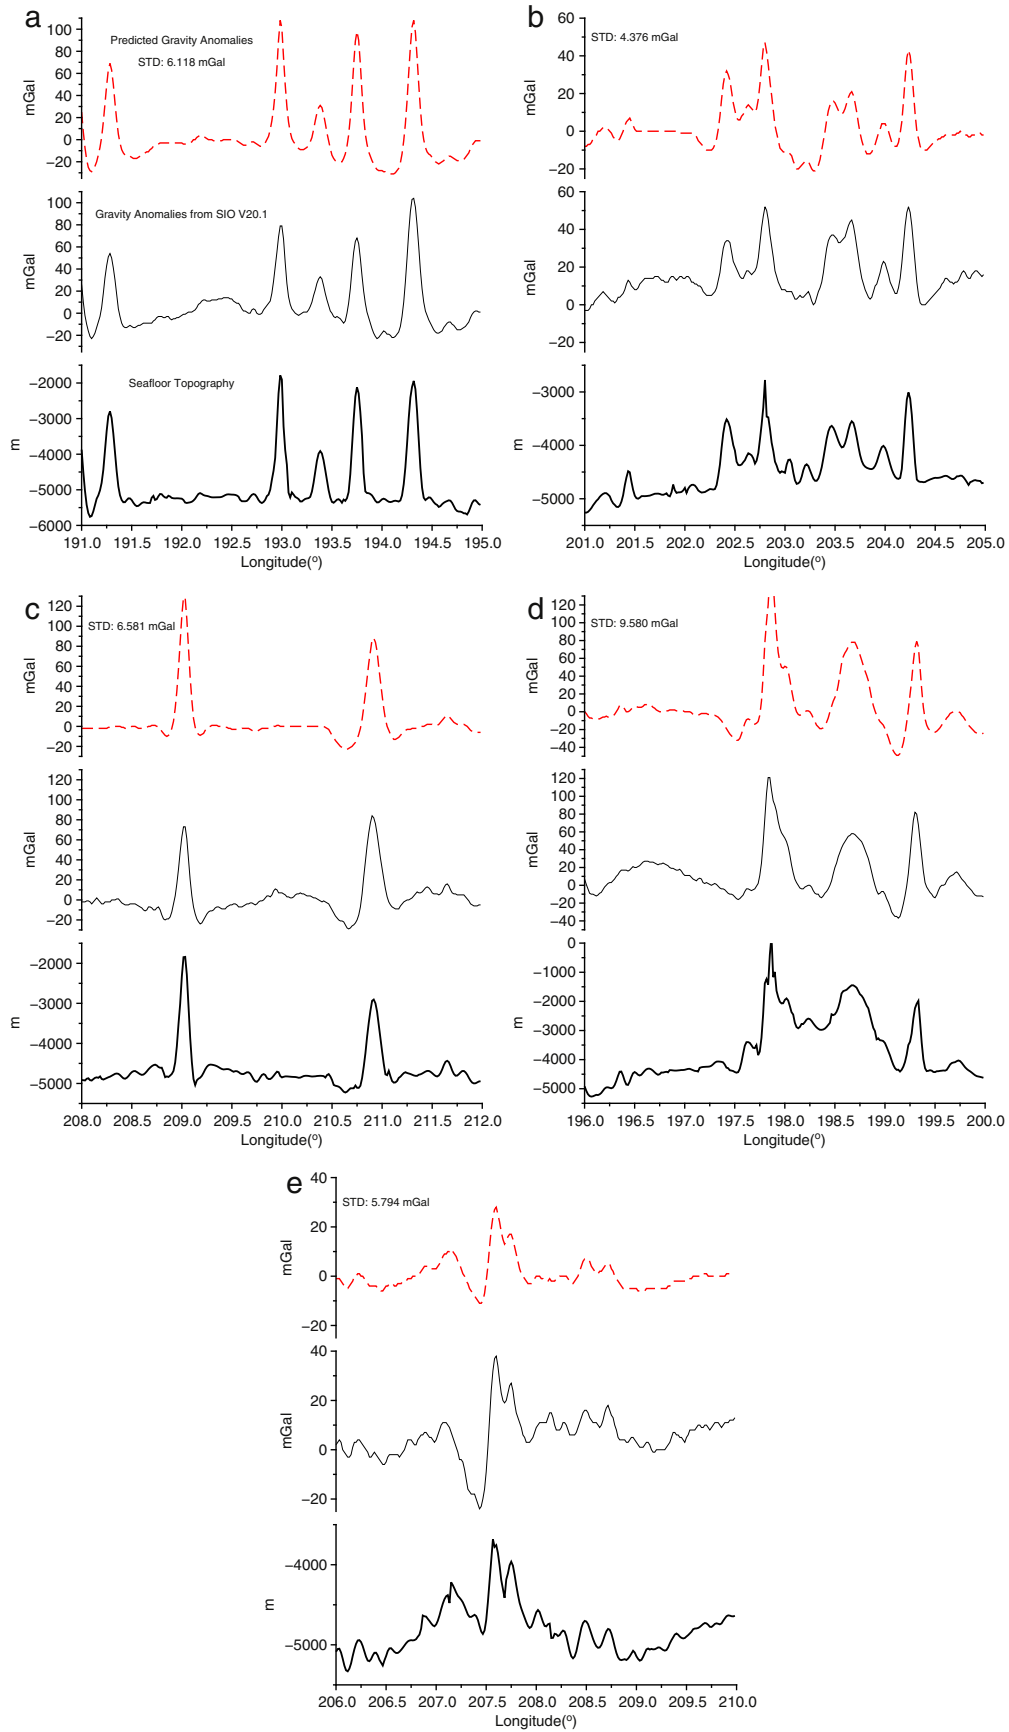 a
Predicted Gravity Anomalies
STD: 6.118 mGal
mGal
100
80
60
40
20
0
−20
Gravity Anomalies from SIO V20.1
mGal
100
80
60
40
20
0
−20
Seafloor Topography
m
−2000
−3000
−4000
−5000
−6000
191.0 191.5 192.0 192.5 193.0 193.5 194.0 194.5 195.0
Longitude(o)
b
STD: 4.376 mGal
mGal
60
40
20
0
−20
mGal
60
40
20
0
−20
m
−3000
−4000
−5000
201.0 201.5 202.0 202.5 203.0 203.5 204.0 204.5 205.0
Longitude(o)
c
STD: 6.581 mGal
mGal
120
100
80
60
40
20
0
−20
mGal
120
100
80
60
40
20
0
−20
m
−2000
−3000
−4000
−5000
208.0 208.5 209.0 209.5 210.0 210.5 211.0 211.5 212.0
Longitude(o)
d
STD: 9.580 mGal
mGal
120
100
80
60
40
20
0
−20
−40
mGal
120
100
80
60
40
20
0
−20
−40
m
0
−1000
−2000
−3000
−4000
−5000
196.0 196.5 197.0 197.5 198.0 198.5 199.0 199.5 200.0
Longitude(o)
e
STD: 5.794 mGal
mGal
40
20
0
−20
mGal
40
20
0
−20
m
−4000
−5000
206.0 206.5 207.0 207.5 208.0 208.5 209.0 209.5 210.0
Longitude(o)